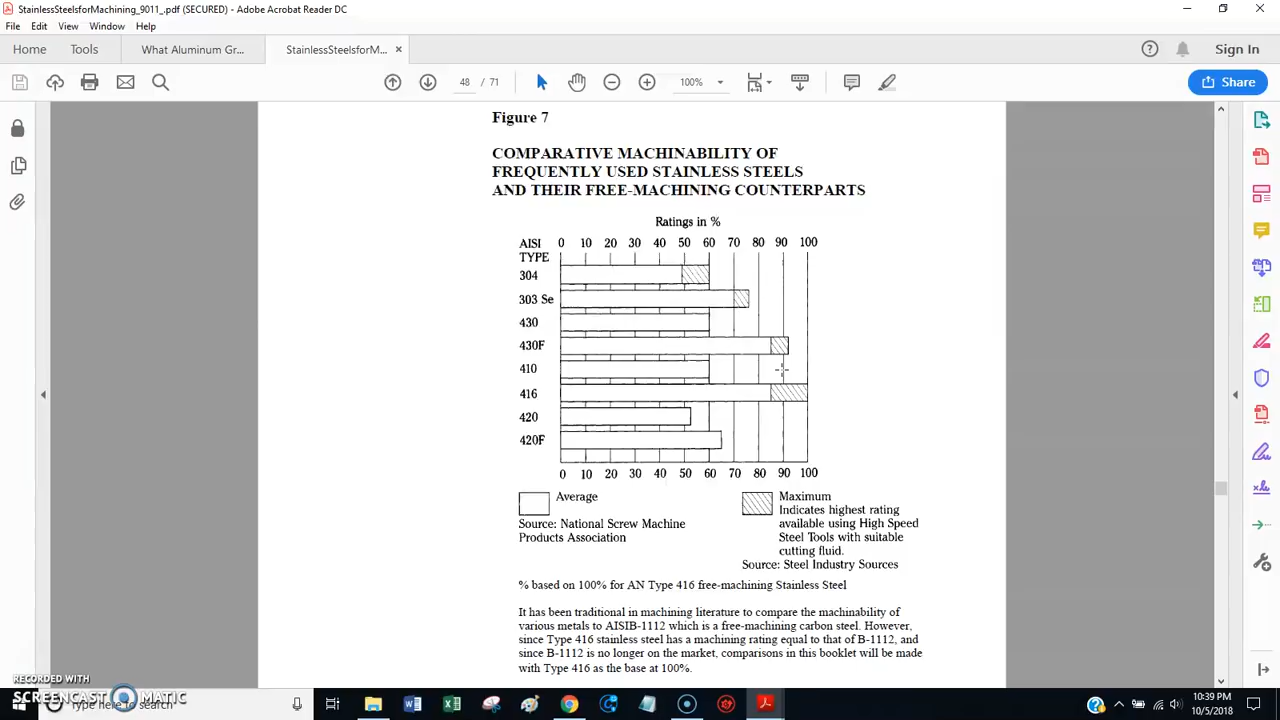 StainlessSteelsforMachining_9011_.pdf (SECURED) - Adobe Acrobat Reader DC
File Edit View Window Help
Home Tools What Aluminum Gr... StainlessSteelsforM... × Sign In
48 / 71 100% Share
Figure 7
COMPARATIVE MACHINABILITY OF
FREQUENTLY USED STAINLESS STEELS
AND THEIR FREE-MACHINING COUNTERPARTS
Ratings in %
AISI TYPE 0 10 20 30 40 50 60 70 80 90 100
304
303 Se
430
430F
410
416
420
420F
0 10 20 30 40 50 60 70 80 90 100
Average
Source: National Screw Machine
Products Association
Maximum
Indicates highest rating
available using High Speed
Steel Tools with suitable
cutting fluid.
Source: Steel Industry Sources
% based on 100% for AN Type 416 free-machining Stainless Steel
It has been traditional in machining literature to compare the machinability of
various metals to AISIB-1112 which is a free-machining carbon steel. However,
since Type 416 stainless steel has a machining rating equal to that of B-1112, and
since B-1112 is no longer on the market, comparisons in this booklet will be made
with Type 416 as the base at 100%.
RECORDED WITH
SCREENCAST MATIC
Type here to search
10:39 PM
10/5/2018